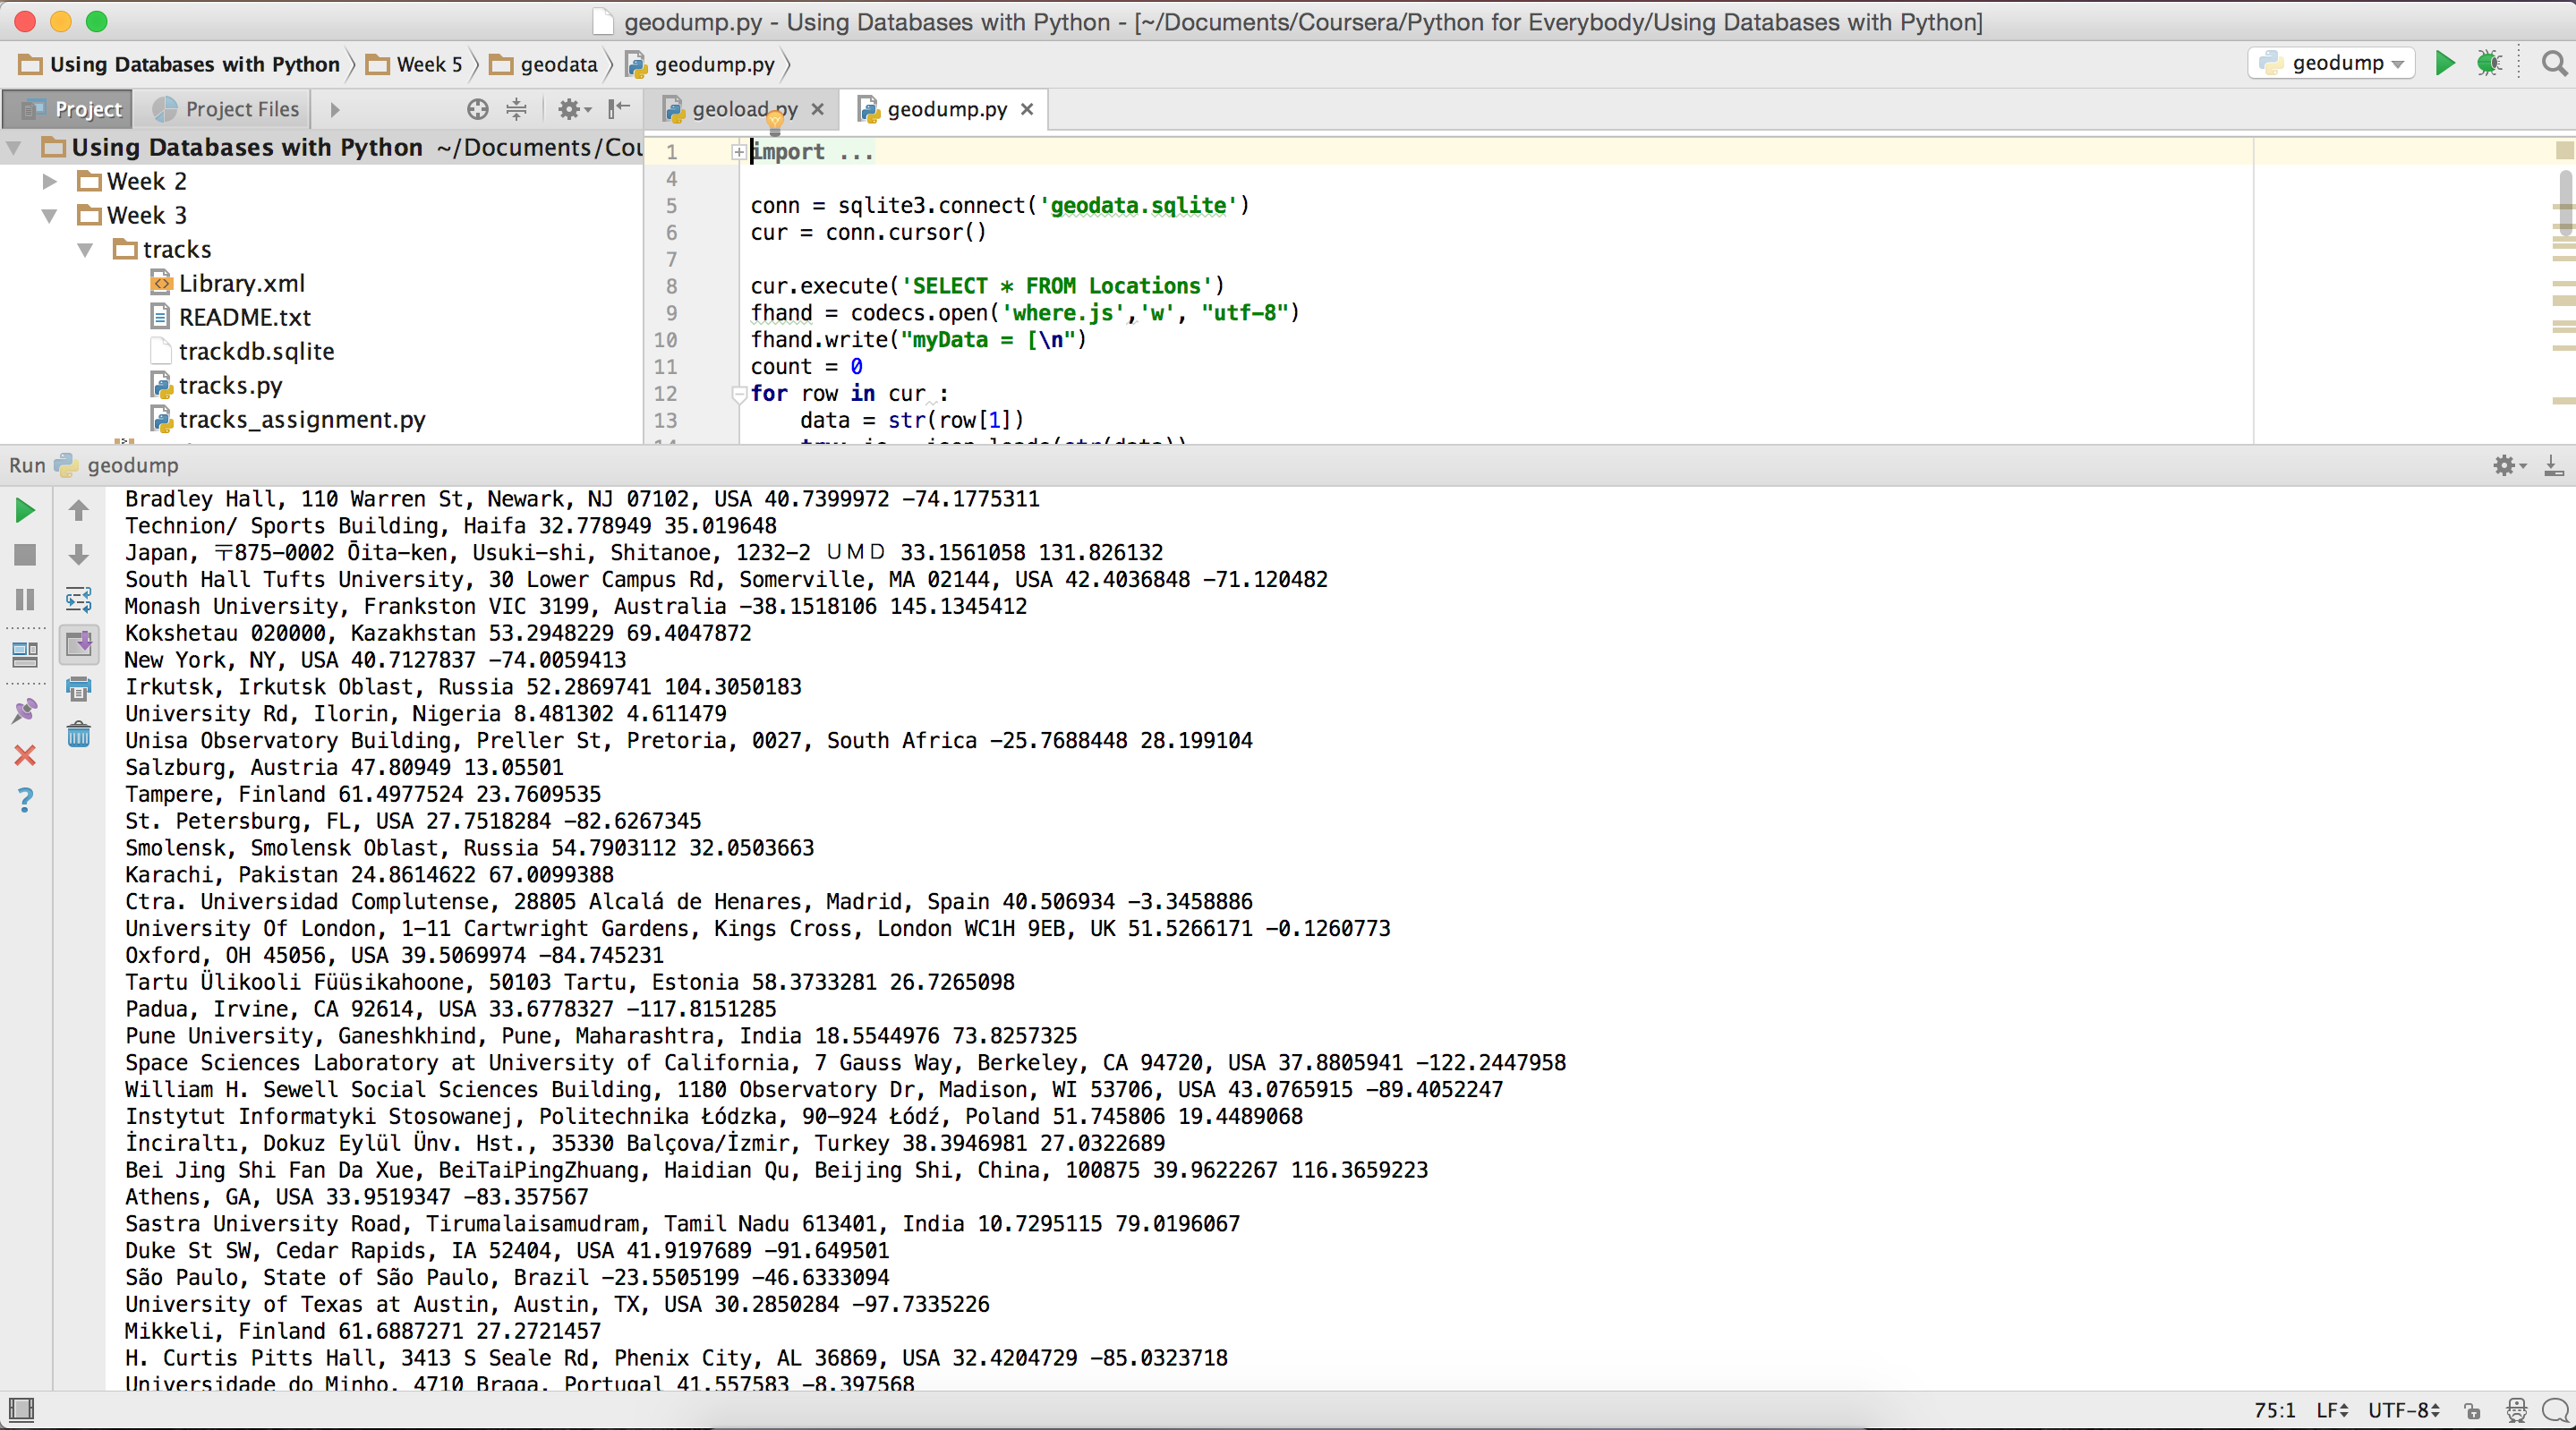 geodump.py - Using Databases with Python - [~/Documents/Coursera/Python for Everybody/Using Databases with Python]
Using Databases with Python Week 5 geodata geodump.py geodump
Project Project Files geoload.py geodump.py
Using Databases with Python ~/Documents/Cou
Week 2
Week 3
tracks
Library.xml
README.txt
trackdb.sqlite
tracks.py
tracks_assignment.py
1 import ...
4
5 conn = sqlite3.connect('geodata.sqlite')
6 cur = conn.cursor()
7
8 cur.execute('SELECT * FROM Locations')
9 fhand = codecs.open('where.js','w', "utf-8")
10 fhand.write("myData = [\n")
11 count = 0
12 for row in cur :
13 data = str(row[1])
Run geodump
Bradley Hall, 110 Warren St, Newark, NJ 07102, USA 40.7399972 -74.1775311
Technion/ Sports Building, Haifa 32.778949 35.019648
Japan, 〒875-0002 Ōita-ken, Usuki-shi, Shitanoe, 1232-2 ＵＭＤ 33.1561058 131.826132
South Hall Tufts University, 30 Lower Campus Rd, Somerville, MA 02144, USA 42.4036848 -71.120482
Monash University, Frankston VIC 3199, Australia -38.1518106 145.1345412
Kokshetau 020000, Kazakhstan 53.2948229 69.4047872
New York, NY, USA 40.7127837 -74.0059413
Irkutsk, Irkutsk Oblast, Russia 52.2869741 104.3050183
University Rd, Ilorin, Nigeria 8.481302 4.611479
Unisa Observatory Building, Preller St, Pretoria, 0027, South Africa -25.7688448 28.199104
Salzburg, Austria 47.80949 13.05501
Tampere, Finland 61.4977524 23.7609535
St. Petersburg, FL, USA 27.7518284 -82.6267345
Smolensk, Smolensk Oblast, Russia 54.7903112 32.0503663
Karachi, Pakistan 24.8614622 67.0099388
Ctra. Universidad Complutense, 28805 Alcalá de Henares, Madrid, Spain 40.506934 -3.3458886
University Of London, 1-11 Cartwright Gardens, Kings Cross, London WC1H 9EB, UK 51.5266171 -0.1260773
Oxford, OH 45056, USA 39.5069974 -84.745231
Tartu Ülikooli Füüsikahoone, 50103 Tartu, Estonia 58.3733281 26.7265098
Padua, Irvine, CA 92614, USA 33.6778327 -117.8151285
Pune University, Ganeshkhind, Pune, Maharashtra, India 18.5544976 73.8257325
Space Sciences Laboratory at University of California, 7 Gauss Way, Berkeley, CA 94720, USA 37.8805941 -122.2447958
William H. Sewell Social Sciences Building, 1180 Observatory Dr, Madison, WI 53706, USA 43.0765915 -89.4052247
Instytut Informatyki Stosowanej, Politechnika Łódzka, 90-924 Łódź, Poland 51.745806 19.4489068
İnciraltı, Dokuz Eylül Ünv. Hst., 35330 Balçova/İzmir, Turkey 38.3946981 27.0322689
Bei Jing Shi Fan Da Xue, BeiTaiPingZhuang, Haidian Qu, Beijing Shi, China, 100875 39.9622267 116.3659223
Athens, GA, USA 33.9519347 -83.357567
Sastra University Road, Tirumalaisamudram, Tamil Nadu 613401, India 10.7295115 79.0196067
Duke St SW, Cedar Rapids, IA 52404, USA 41.9197689 -91.649501
São Paulo, State of São Paulo, Brazil -23.5505199 -46.6333094
University of Texas at Austin, Austin, TX, USA 30.2850284 -97.7335226
Mikkeli, Finland 61.6887271 27.2721457
H. Curtis Pitts Hall, 3413 S Seale Rd, Phenix City, AL 36869, USA 32.4204729 -85.0323718
Universidade do Minho, 4710 Braga, Portugal 41.557583 -8.397568
75:1 LF UTF-8